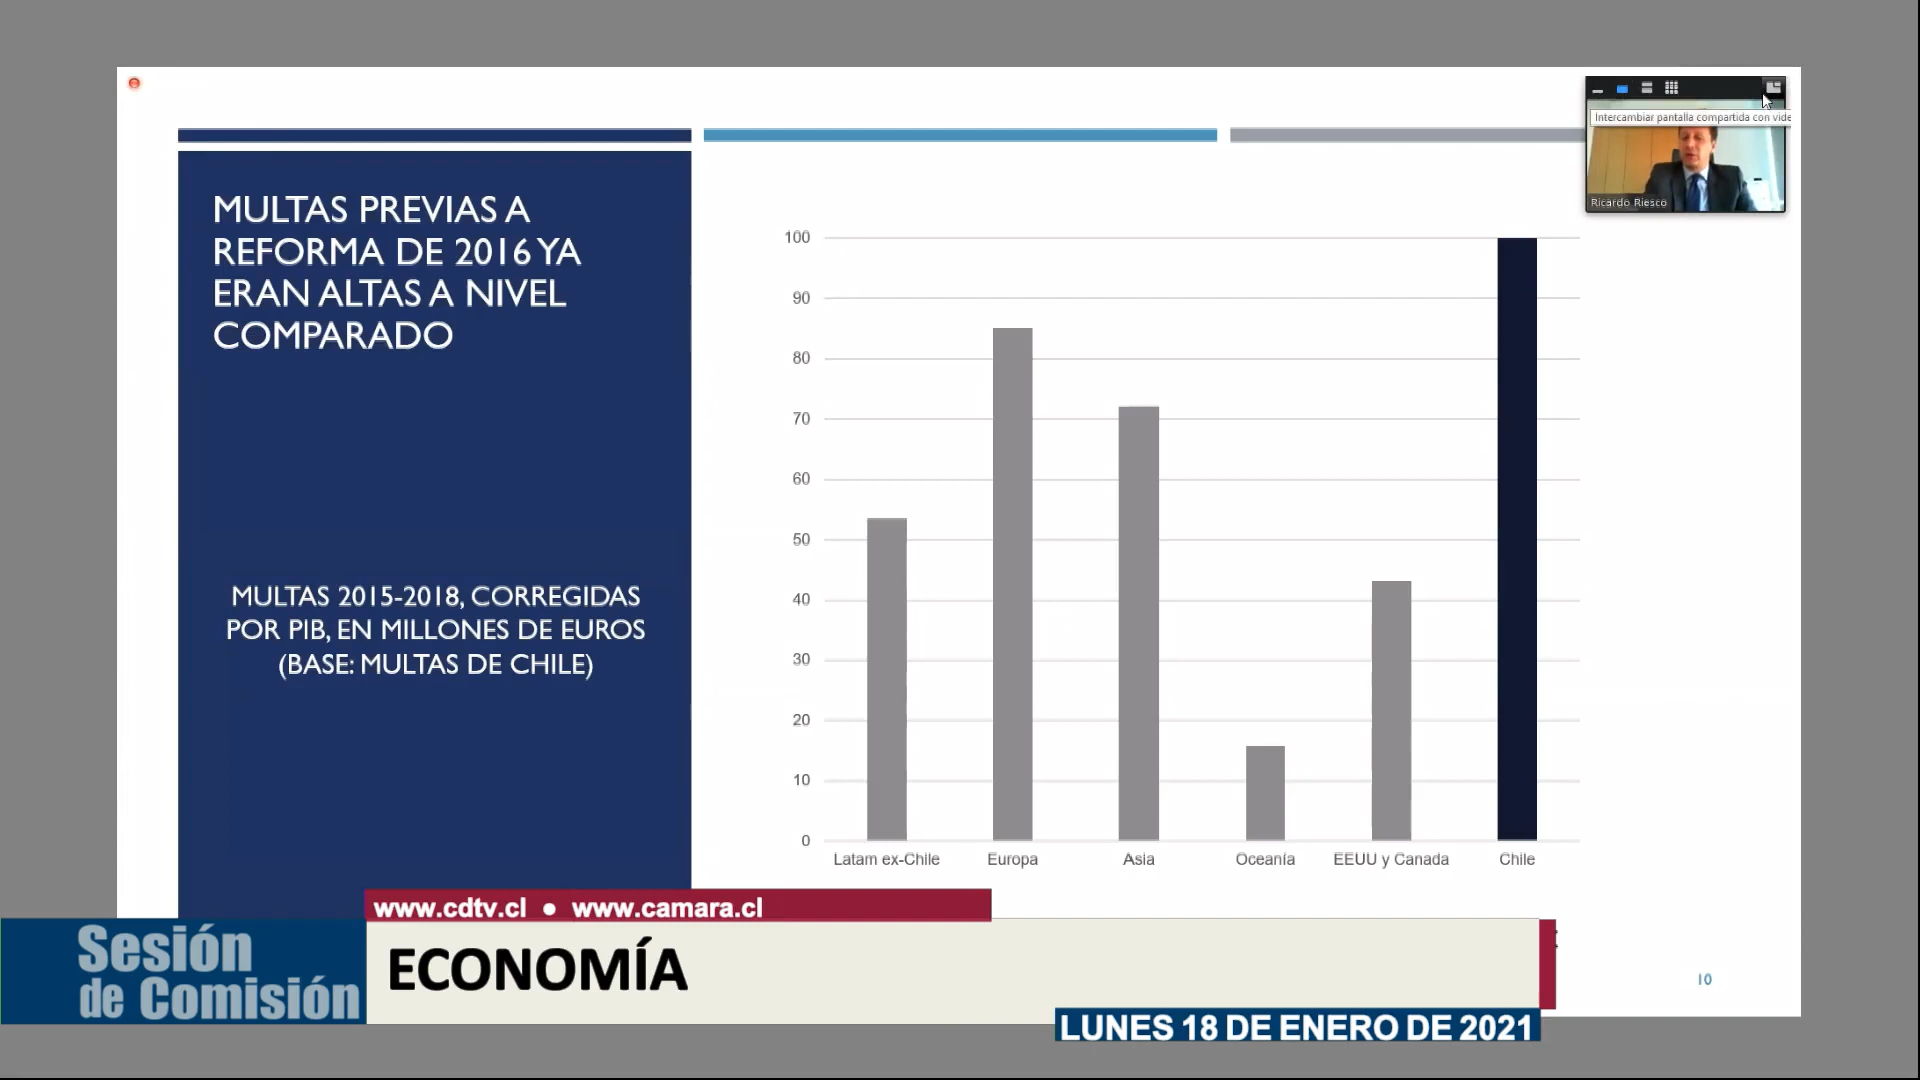 Intercambiar pantalla compartida con vide
Ricardo Riesco
MULTAS PREVIAS A
REFORMA DE 2016 YA
ERAN ALTAS A NIVEL
COMPARADO
MULTAS 2015-2018, CORREGIDAS
POR PIB, EN MILLONES DE EUROS
(BASE: MULTAS DE CHILE)
100
90
80
70
60
50
40
30
20
10
0
Latam ex-Chile
Europa
Asia
Oceanía
EEUU y Canada
Chile
www.cdtv.cl • www.camara.cl
Sesión
de Comisión
ECONOMÍA
10
LUNES 18 DE ENERO DE 2021